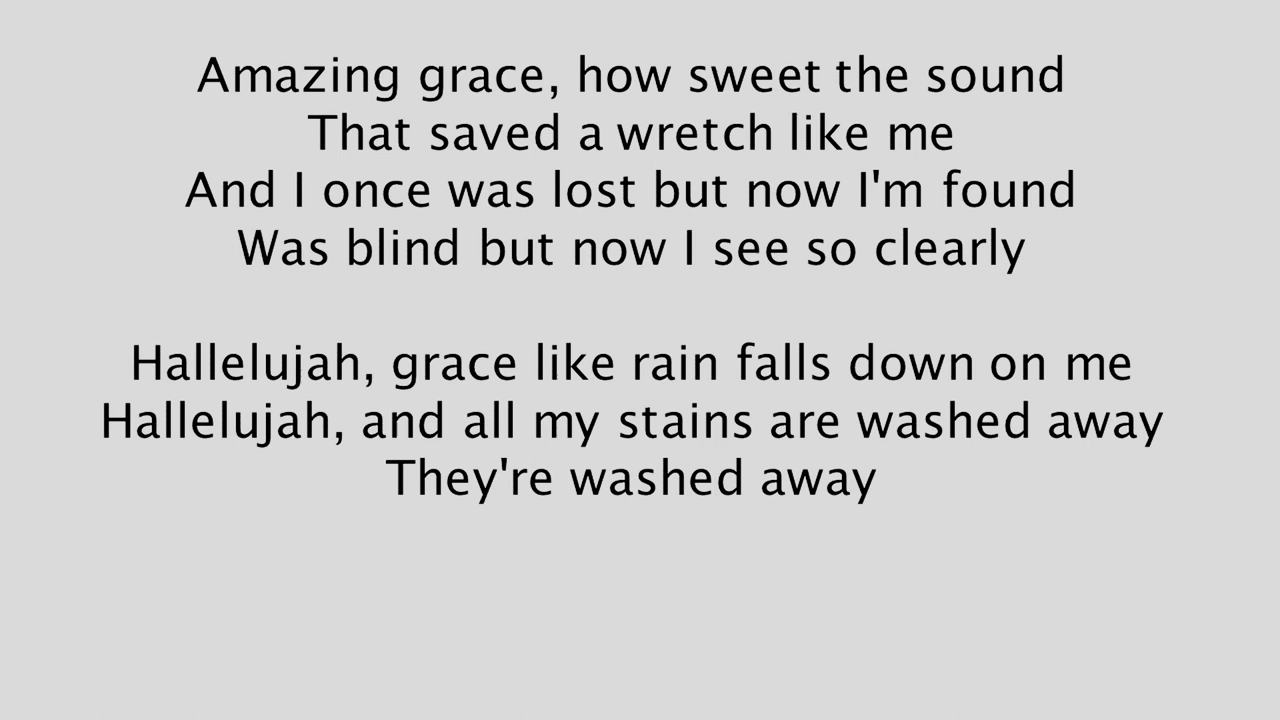 Amazing grace, how sweet the sound
That saved a wretch like me
And I once was lost but now I'm found
Was blind but now I see so clearly
Hallelujah, grace like rain falls down on me
Hallelujah, and all my stains are washed away
They're washed away